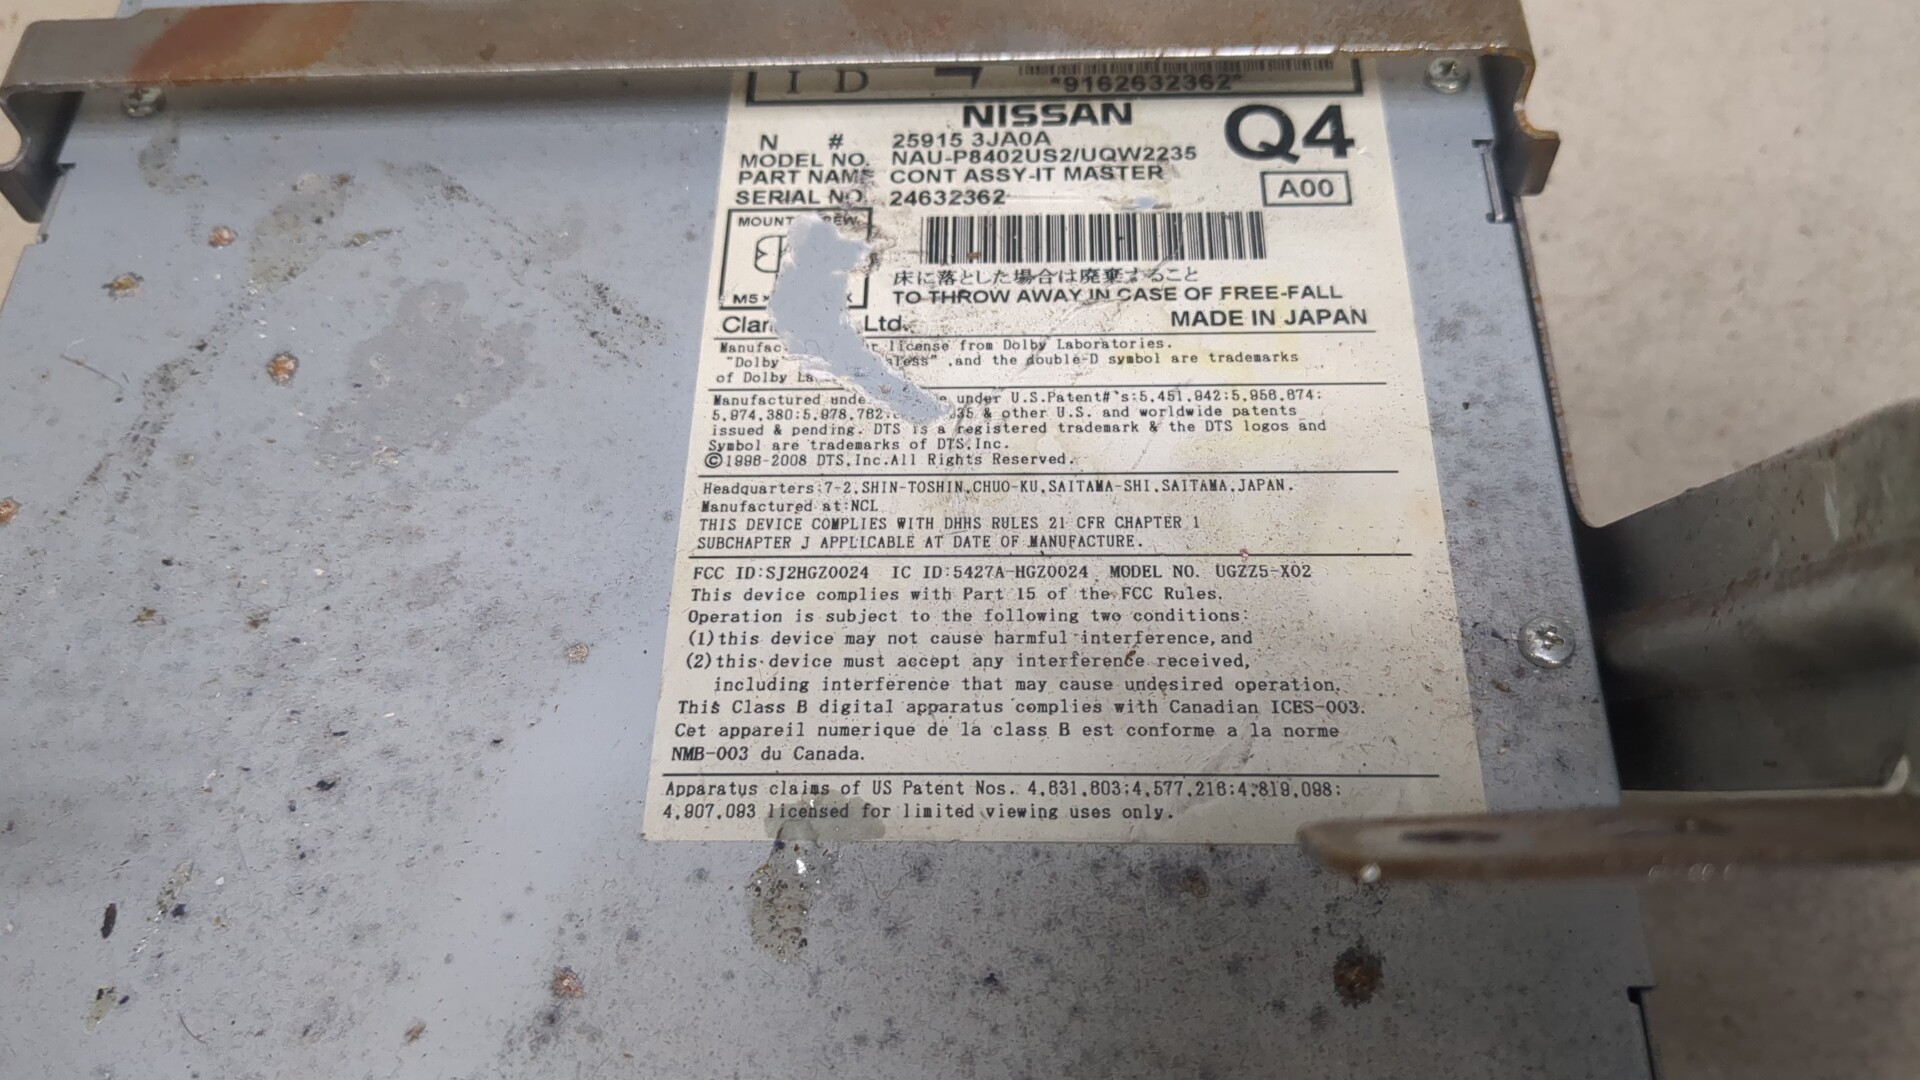 I D
*9162632362*
NISSAN
Q4
N # 25915 3JA0A
MODEL NO. NAU-P8402US2/UQW2235
PART NAME CONT ASSY-IT MASTER
SERIAL NO. 24632362
A00
MOUNT
M5
床に落とした場合は廃棄すること
TO THROW AWAY IN CASE OF FREE-FALL
Ltd.
MADE IN JAPAN
license from Dolby Laboratories.
"Dolby" .and the double-D symbol are trademarks
of Dolby
Manufactured under U.S.Patent#'s:5,451,942;5,956,674;
5,974,380;5,978,762; & other U.S. and worldwide patents
issued & pending. DTS is a registered trademark & the DTS logos and
Symbol are trademarks of DTS,Inc.
©1996-2008 DTS,Inc.All Rights Reserved.
Headquarters:7-2,SHIN-TOSHIN,CHUO-KU,SAITAMA-SHI,SAITAMA,JAPAN.
Manufactured at:NCL
THIS DEVICE COMPLIES WITH DHHS RULES 21 CFR CHAPTER 1
SUBCHAPTER J APPLICABLE AT DATE OF MANUFACTURE.
FCC ID:SJ2HGZ0024 IC ID:5427A-HGZ0024 MODEL NO. UGZZ5-X02
This device complies with Part 15 of the FCC Rules.
Operation is subject to the following two conditions:
(1)this device may not cause harmful interference,and
(2)this device must accept any interference received,
including interference that may cause undesired operation.
This Class B digital apparatus complies with Canadian ICES-003.
Cet appareil numerique de la class B est conforme a la norme
NMB-003 du Canada.
Apparatus claims of US Patent Nos. 4,631,603;4,577,216;4,819,098;
4,907,093 licensed for limited viewing uses only.